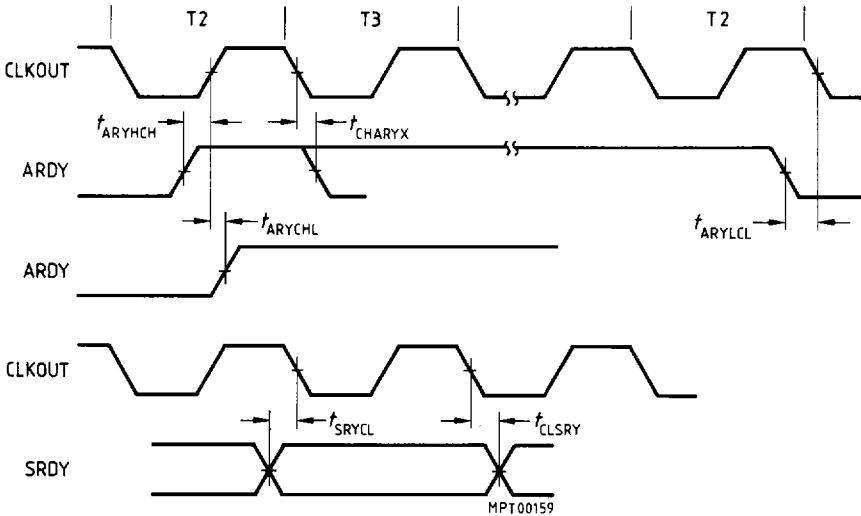 T2 T3 T2
CLKOUT
tARYHCH tCHARYX
ARDY
tARYCHL tARYLCL
ARDY
CLKOUT
tSRYCL tCLSRY
SRDY
MPT00159